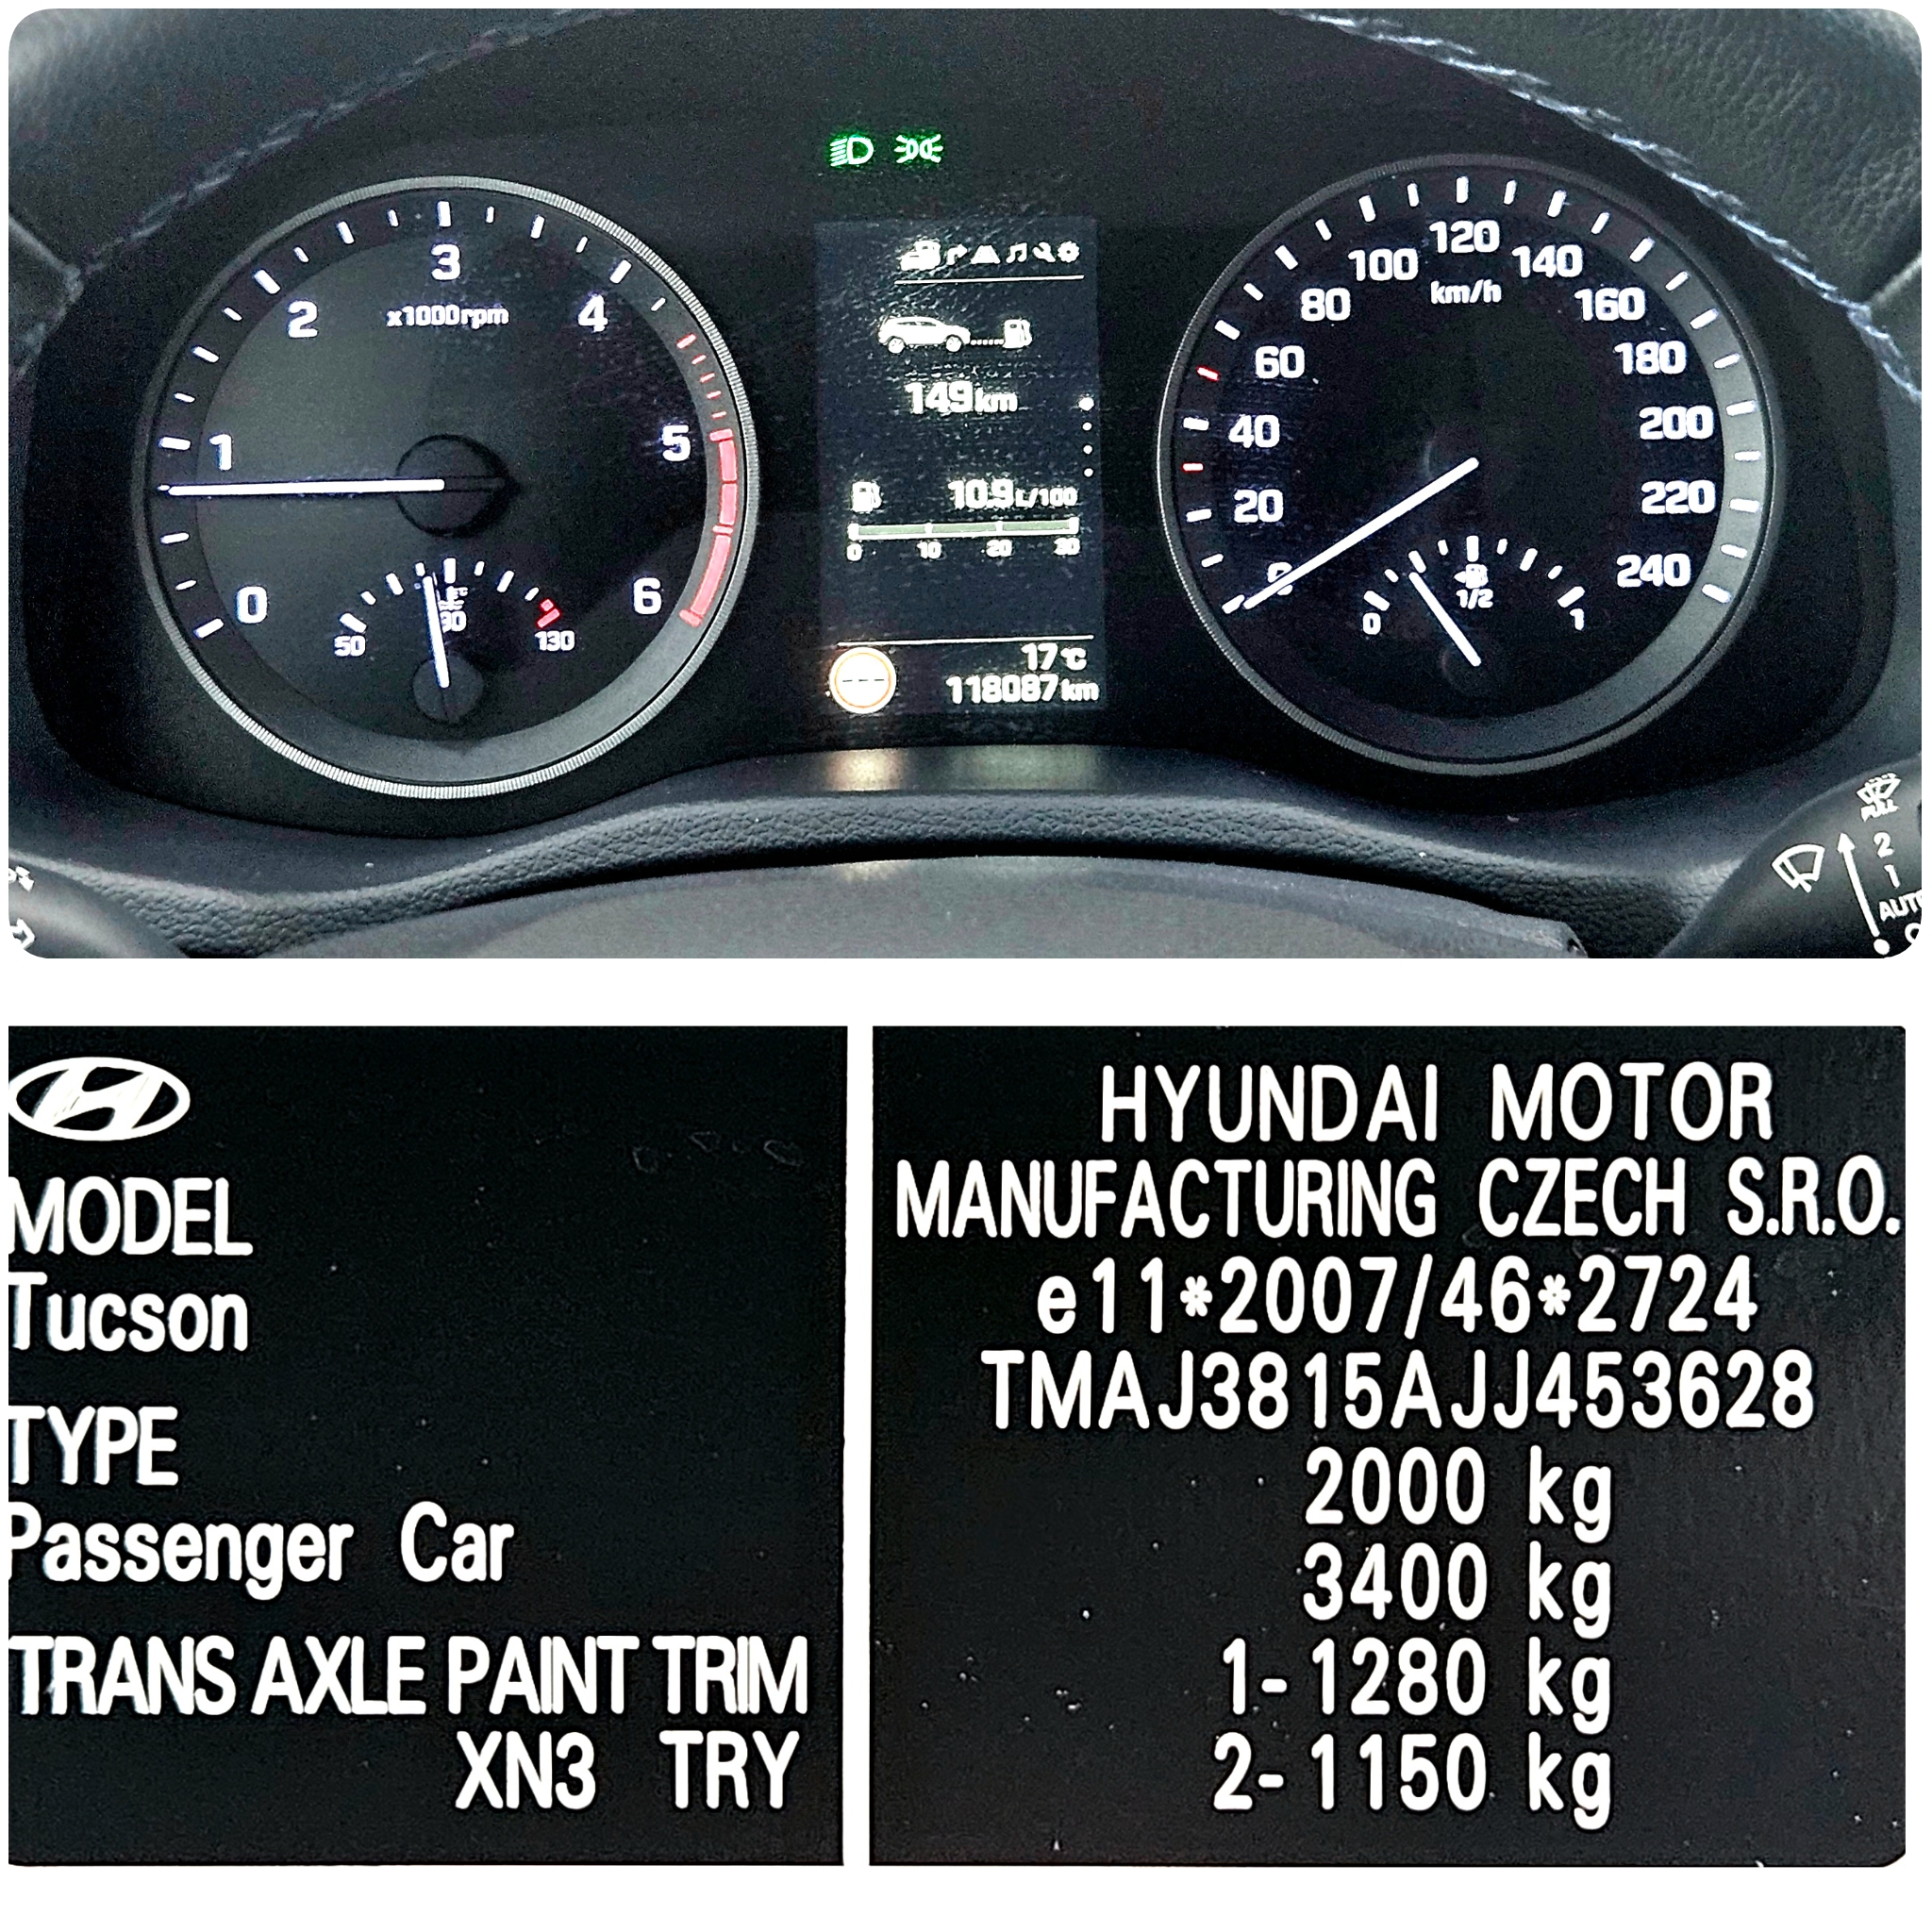 3
2
4
x1000rpm
1
5
0
6
50
90
130
149km
10.9L/100
0 10 20 30
17°C
118087km
120
100
140
km/h
80
160
60
180
40
200
20
220
0
240
1/2
0
1
PULL
2
1
AUTO
MODEL
Tucson
TYPE
Passenger Car
TRANS AXLE PAINT TRIM
XN3 TRY
HYUNDAI MOTOR
MANUFACTURING CZECH S.R.O.
e11*2007/46*2724
TMAJ3815AJJ453628
2000 kg
3400 kg
1-1280 kg
2-1150 kg